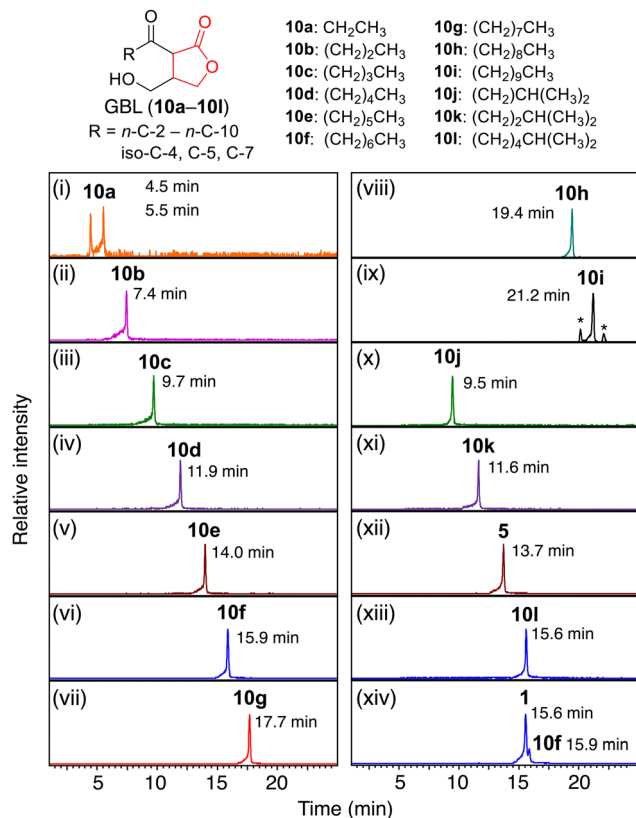 O
O
R
O
HO
GBL (10a–10l)
R = n-C-2 – n-C-10
iso-C-4, C-5, C-7
10a: CH₂CH₃
10b: (CH₂)₂CH₃
10c: (CH₂)₃CH₃
10d: (CH₂)₄CH₃
10e: (CH₂)₅CH₃
10f: (CH₂)₆CH₃
10g: (CH₂)₇CH₃
10h: (CH₂)₈CH₃
10i: (CH₂)₉CH₃
10j: (CH₂)CH(CH₃)₂
10k: (CH₂)₂CH(CH₃)₂
10l: (CH₂)₄CH(CH₃)₂
Relative intensity
(i) 10a 4.5 min
5.5 min
(ii) 10b
7.4 min
(iii) 10c
9.7 min
(iv) 10d
11.9 min
(v) 10e
14.0 min
(vi) 10f
15.9 min
(vii) 10g
17.7 min
5 10 15 20
(viii) 10h
19.4 min
(ix) 10i
21.2 min
* *
(x) 10j
9.5 min
(xi) 10k
11.6 min
(xii) 5
13.7 min
(xiii) 10l
15.6 min
(xiv) 1
15.6 min
10f 15.9 min
5 10 15 20
Time (min)